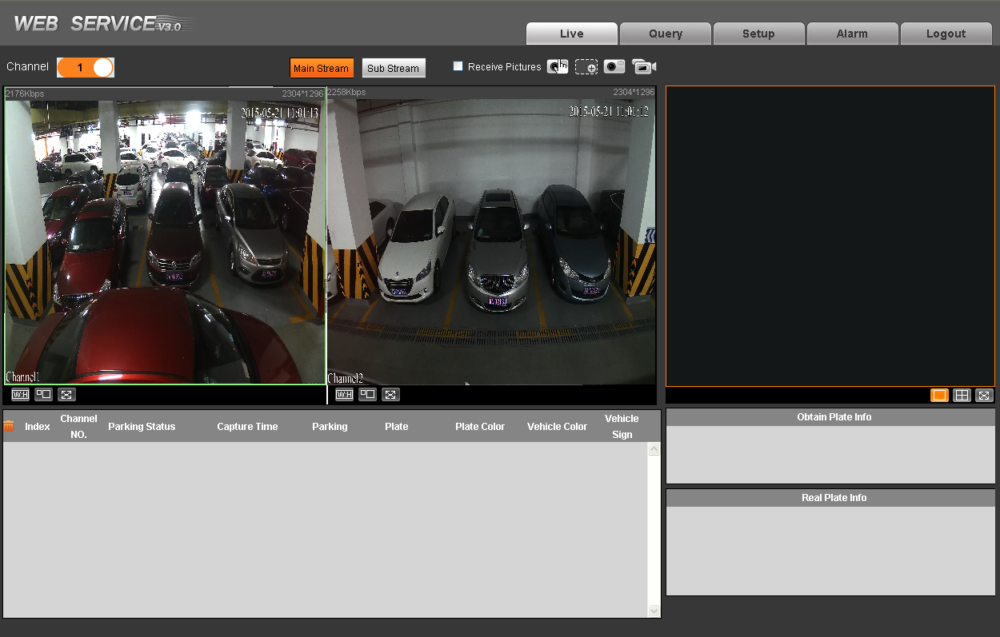 WEB SERVICE V3.0
Live
Query
Setup
Alarm
Logout
Channel
1
Main Stream
Sub Stream
Receive Pictures
2176Kbps
2304*1296
2258Kbps
2304*1296
2015-05-21 11:01:13
2015-05-21 11:01:12
Channel1
Channel2
W:H
W:H
Index
Channel
NO.
Parking Status
Capture Time
Parking
Plate
Plate Color
Vehicle Color
Vehicle
Sign
Obtain Plate Info
Real Plate Info